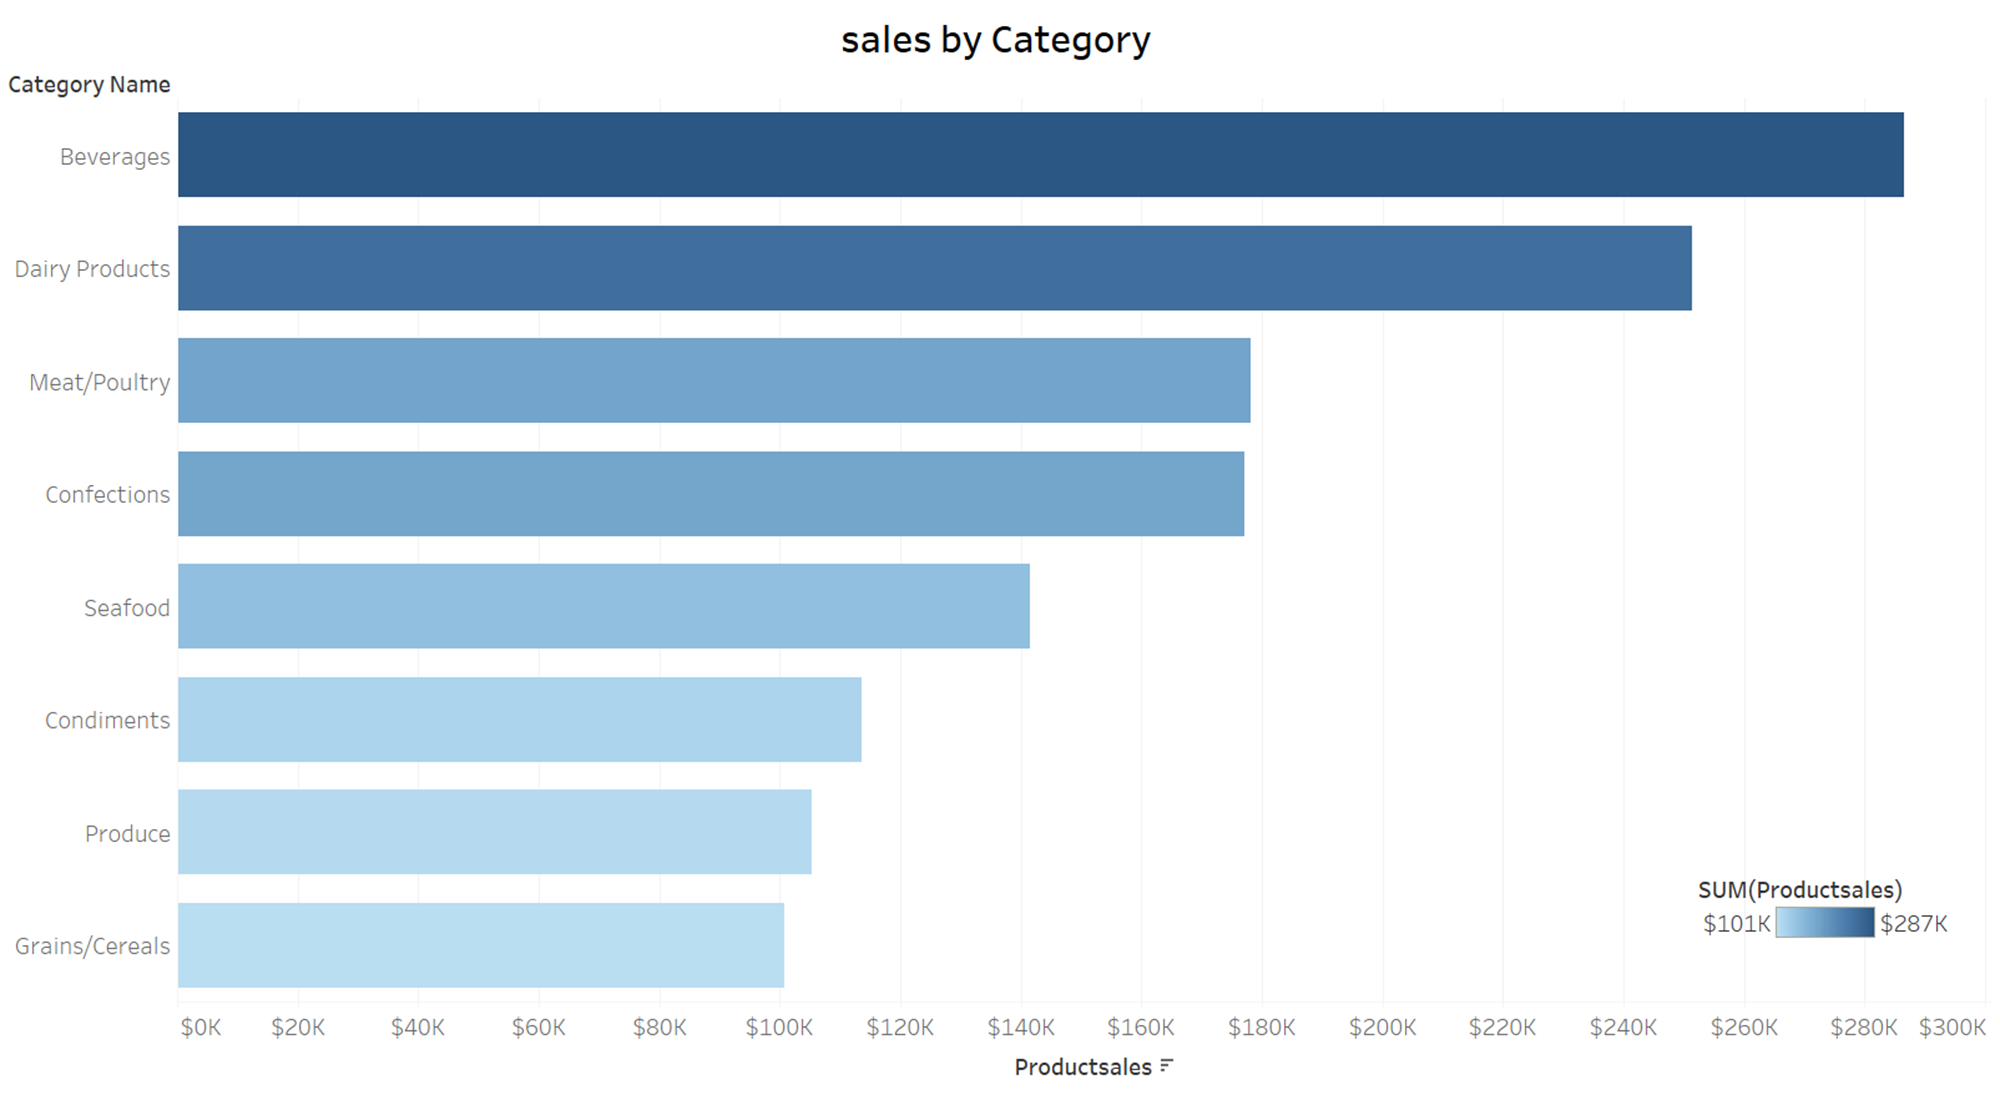 sales by Category
Category Name
Beverages
Dairy Products
Meat/Poultry
Confections
Seafood
Condiments
Produce
Grains/Cereals
SUM(Productsales)
$101K $287K
$0K $20K $40K $60K $80K $100K $120K $140K $160K $180K $200K $220K $240K $260K $280K $300K
Productsales